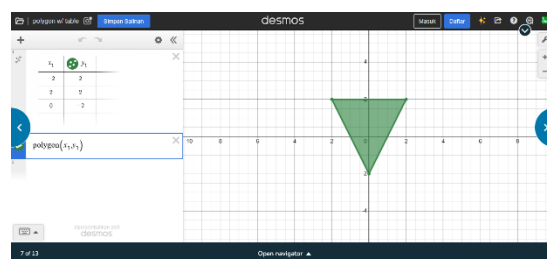 polygon w/ table
Simpan Salinan
desmos
Masuk
Daftar
x₁ y₁
2 2
2 2
0 2
polygon(x₁,y₁)
desmos
10 8 6 4 2 0 2 4 6 8
4
2
2
4
7 of 13
Open navigator